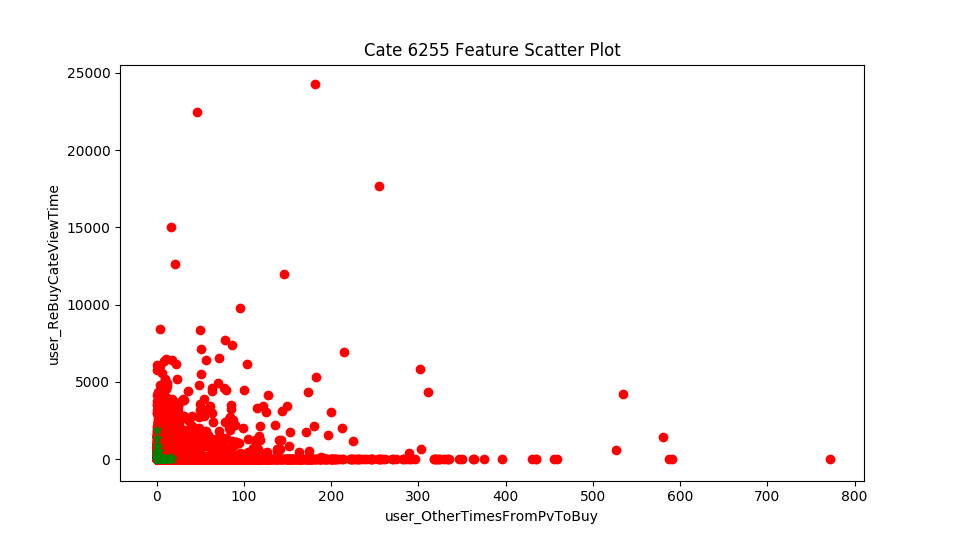 Cate 6255 Feature Scatter Plot
25000
20000
15000
10000
5000
0
user_ReBuyCateViewTime
0 100 200 300 400 500 600 700 800
user_OtherTimesFromPvToBuy